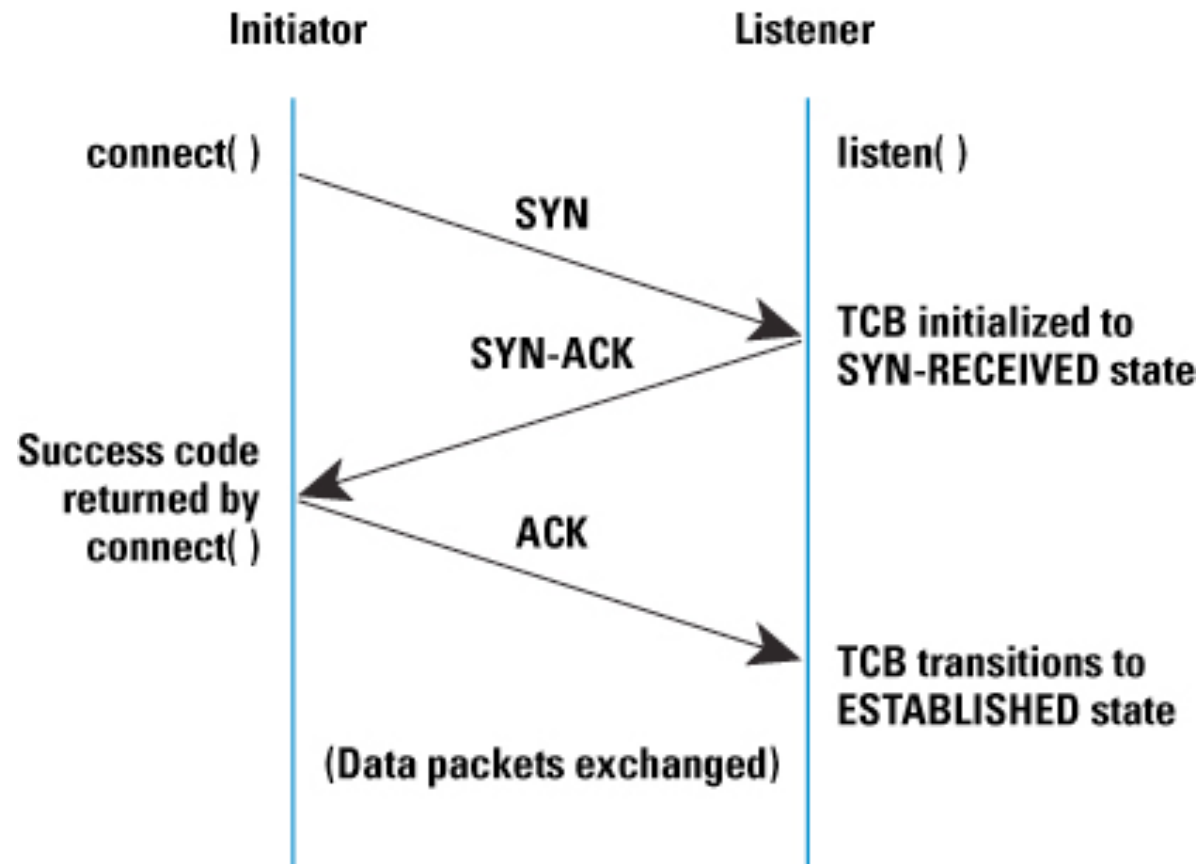 Initiator
Listener
connect( )
listen( )
SYN
TCB initialized to
SYN-RECEIVED state
SYN-ACK
Success code
returned by
connect( )
ACK
TCB transitions to
ESTABLISHED state
(Data packets exchanged)